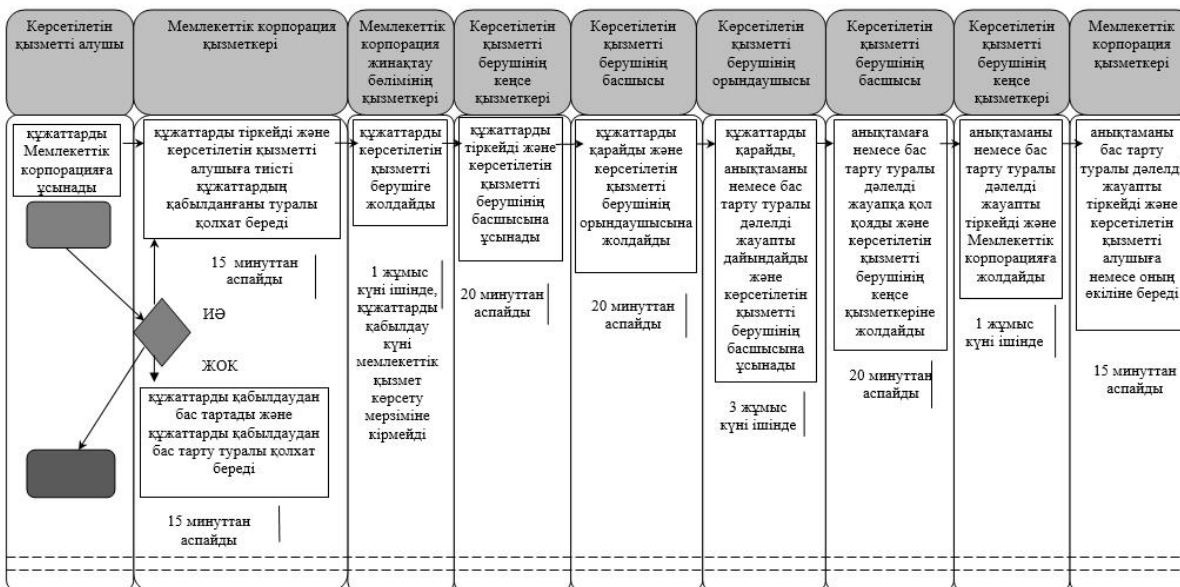 Көрсетілетін
қызметті алушы
Мемлекеттік корпорация
қызметкері
Мемлекеттік
корпорация
жинақтау
бөлімінің
қызметкері
Көрсетілетін
қызметті
берушінің
кеңсе
қызметкері
Көрсетілетін
қызметті
берушінің
басшысы
Көрсетілетін
қызметті
берушінің
орындаушысы
Көрсетілетін
қызметті
берушінің
басшысы
Көрсетілетін
қызметті
берушінің
кеңсе
қызметкері
Мемлекеттік
корпорация
қызметкері
құжаттарды
Мемлекеттік
корпорацияға
ұсынады
құжаттарды тіркейді және
көрсетілетін қызметті
алушыға тиісті
құжаттардың
қабылданғаны туралы
қолхат береді
15 минуттан
аспайды
ИӘ
ЖОК
құжаттарды қабылдаудан
бас тартады және
құжаттарды қабылдаудан
бас тарту туралы қолхат
береді
15 минуттан
аспайды
құжаттарды
көрсетілетін
қызметті
берушіге
жолдайды
1 жұмыс
күні ішінде,
құжаттарды
қабылдау
күні
мемлекеттік
қызмет
көрсету
мерзіміне
кірмейді
құжаттарды
тіркейді және
көрсетілетін
қызметті
берушінің
басшысына
ұсынады
20 минуттан
аспайды
құжаттарды
қарайды және
көрсетілетін
қызметті
берушінің
орындаушысына
жолдайды
20 минуттан
аспайды
құжаттарды
қарайды,
анықтаманы
немесе бас
тарту туралы
дәлелді
жауапты
дайындайды
және
көрсетілетін
қызметті
берушінің
басшысына
ұсынады
3 жұмыс
күні ішінде
анықтамаға
немесе бас
тарту туралы
дәлелді
жауапқа қол
қояды және
көрсетілетін
қызметті
берушінің
кеңсе
қызметкеріне
жолдайды
20 минуттан
аспайды
анықтаманы
немесе бас
тарту туралы
дәлелді
жауапты
тіркейді және
Мемлекеттік
корпорацияға
жолдайды
1 жұмыс
күні ішінде
анықтаманы
бас тарту
туралы дәлелді
жауапты
тіркейді және
көрсетілетін
қызметті
алушыға
немесе оның
өкіліне береді
15 минуттан
аспайды